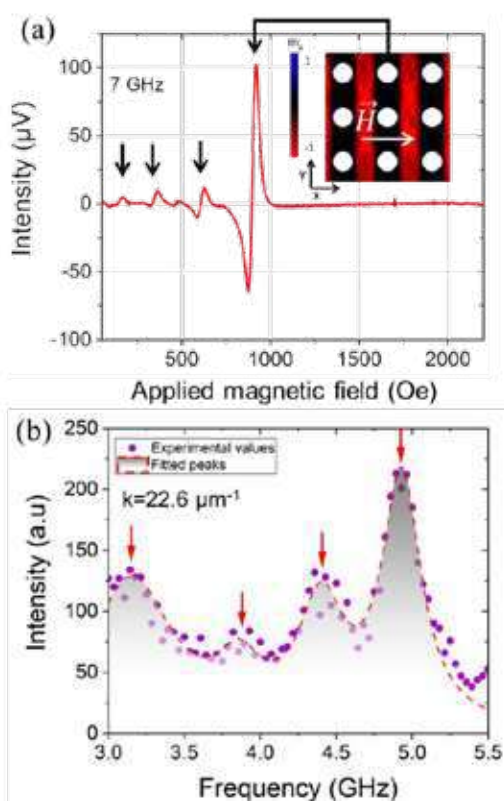 (a)
100
50
0
-50
-100
Intensity (µV)
7 GHz
1
-1
H
Y
x
500
1000
1500
2000
Applied magnetic field (Oe)
(b)
250
200
150
100
50
0
Intensity (a.u)
Experimental values
Fitted peaks
k=22.6 µm⁻¹
3.0
3.5
4.0
4.5
5.0
5.5
Frequency (GHz)